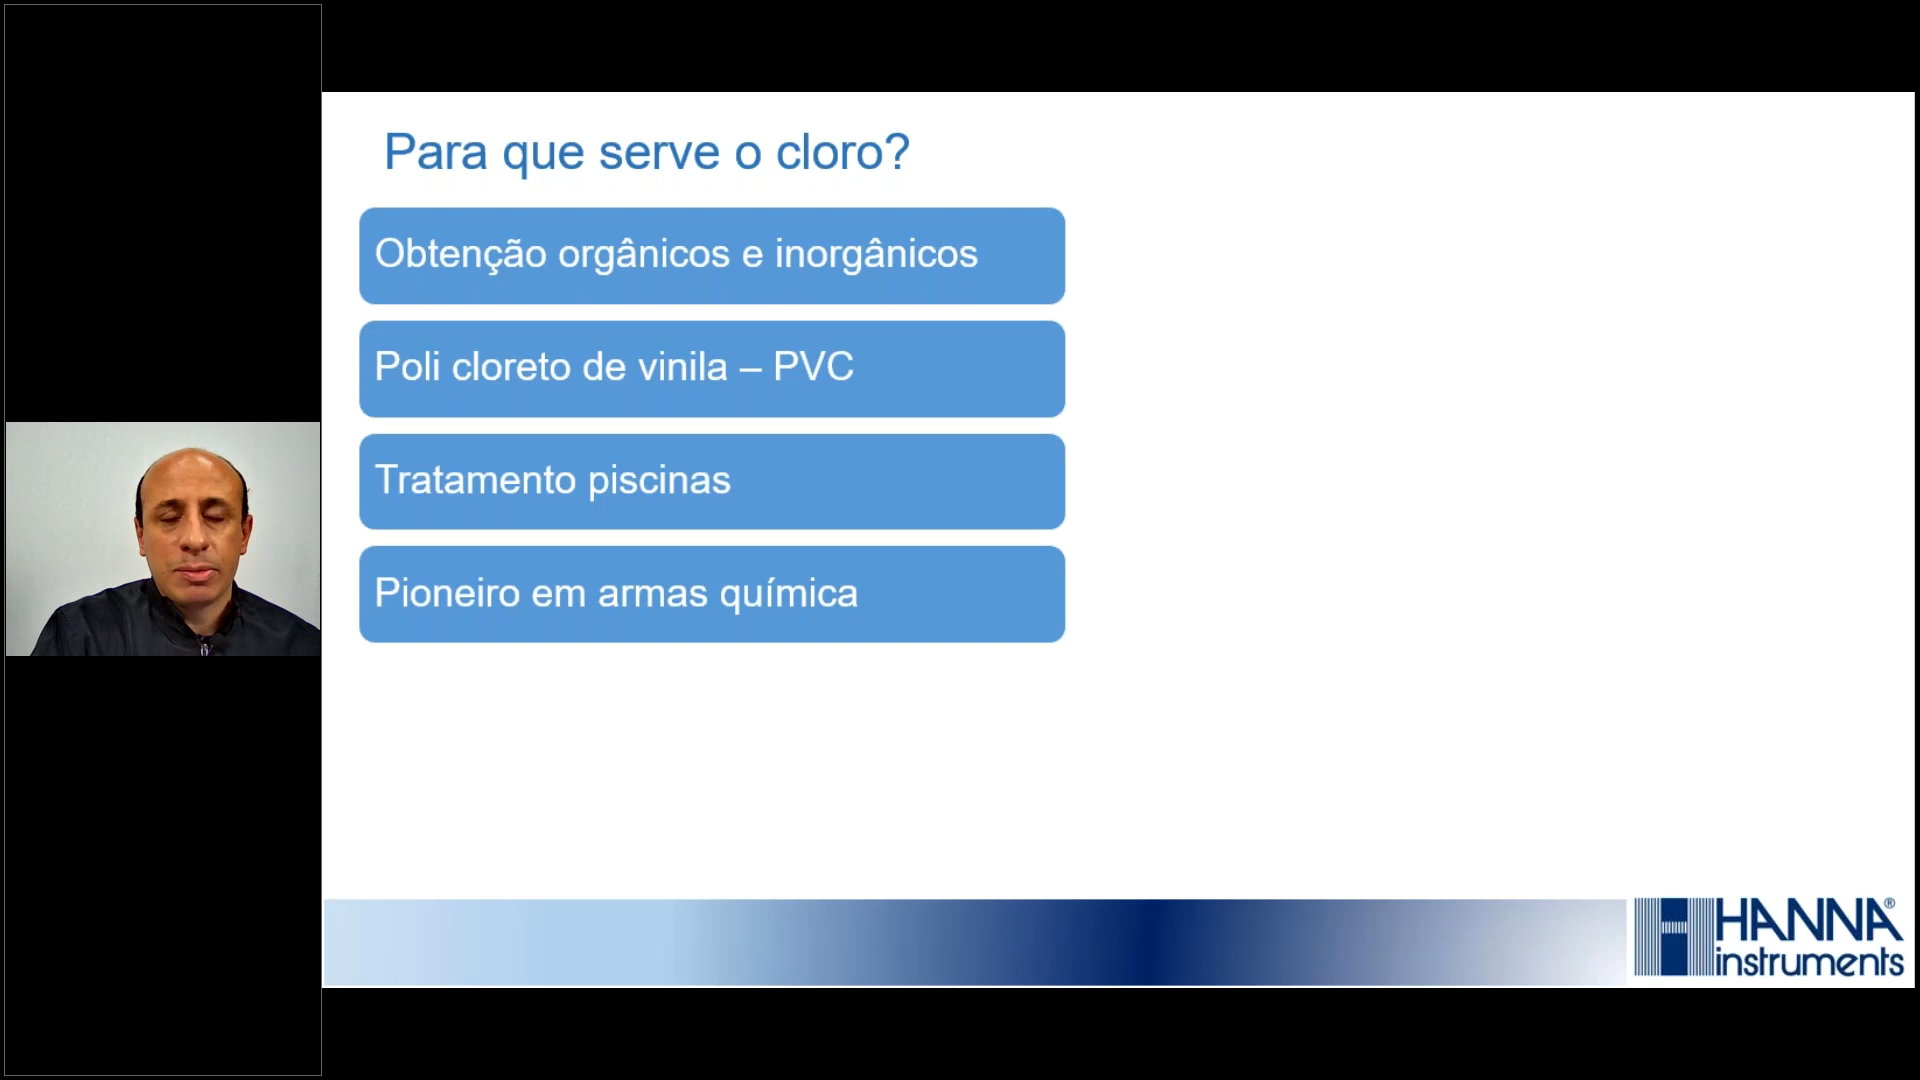 Para que serve o cloro?
Obtenção orgânicos e inorgânicos
Poli cloreto de vinila – PVC
Tratamento piscinas
Pioneiro em armas química
HANNA®
instruments